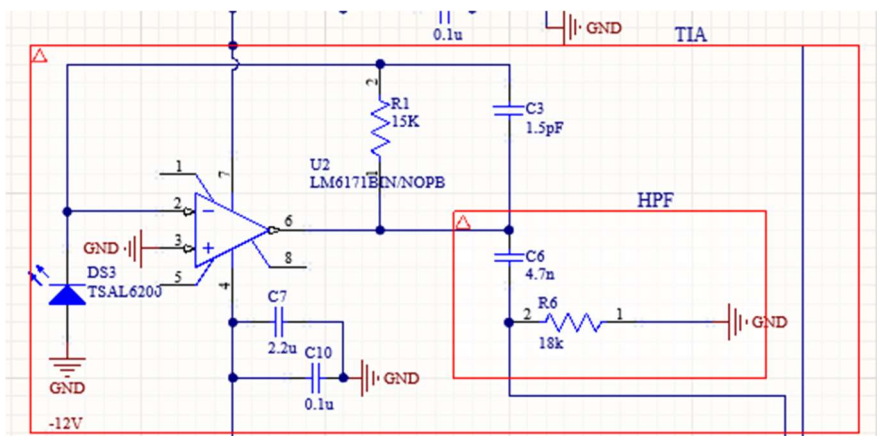 GND
0.1u
TIA
2
R1
15K
C3
1.5pF
1
7
U2
LM6171BIN/NOPB
1
2
6
HPF
GND
3
8
C6
4.7n
5
4
DS3
TSAL6200
C7
2.2u
R6
2
1
18k
GND
C10
0.1u
GND
GND
-12V